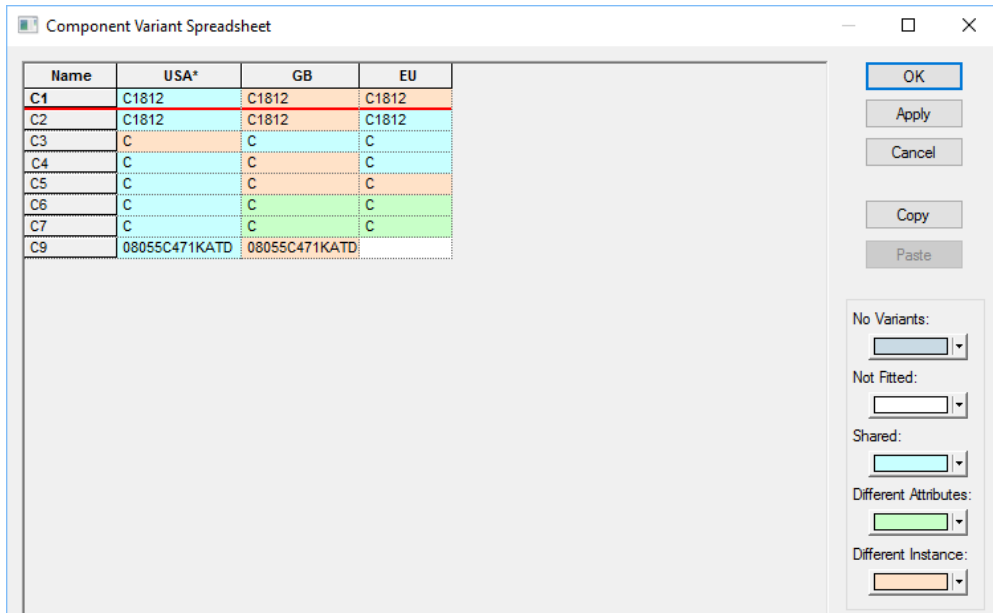 Component Variant Spreadsheet
Name USA* GB EU
C1 C1812 C1812 C1812
C2 C1812 C1812 C1812
C3 C C C
C4 C C C
C5 C C C
C6 C C C
C7 C C C
C9 08055C471KATD 08055C471KATD
OK
Apply
Cancel
Copy
Paste
No Variants:
Not Fitted:
Shared:
Different Attributes:
Different Instance: